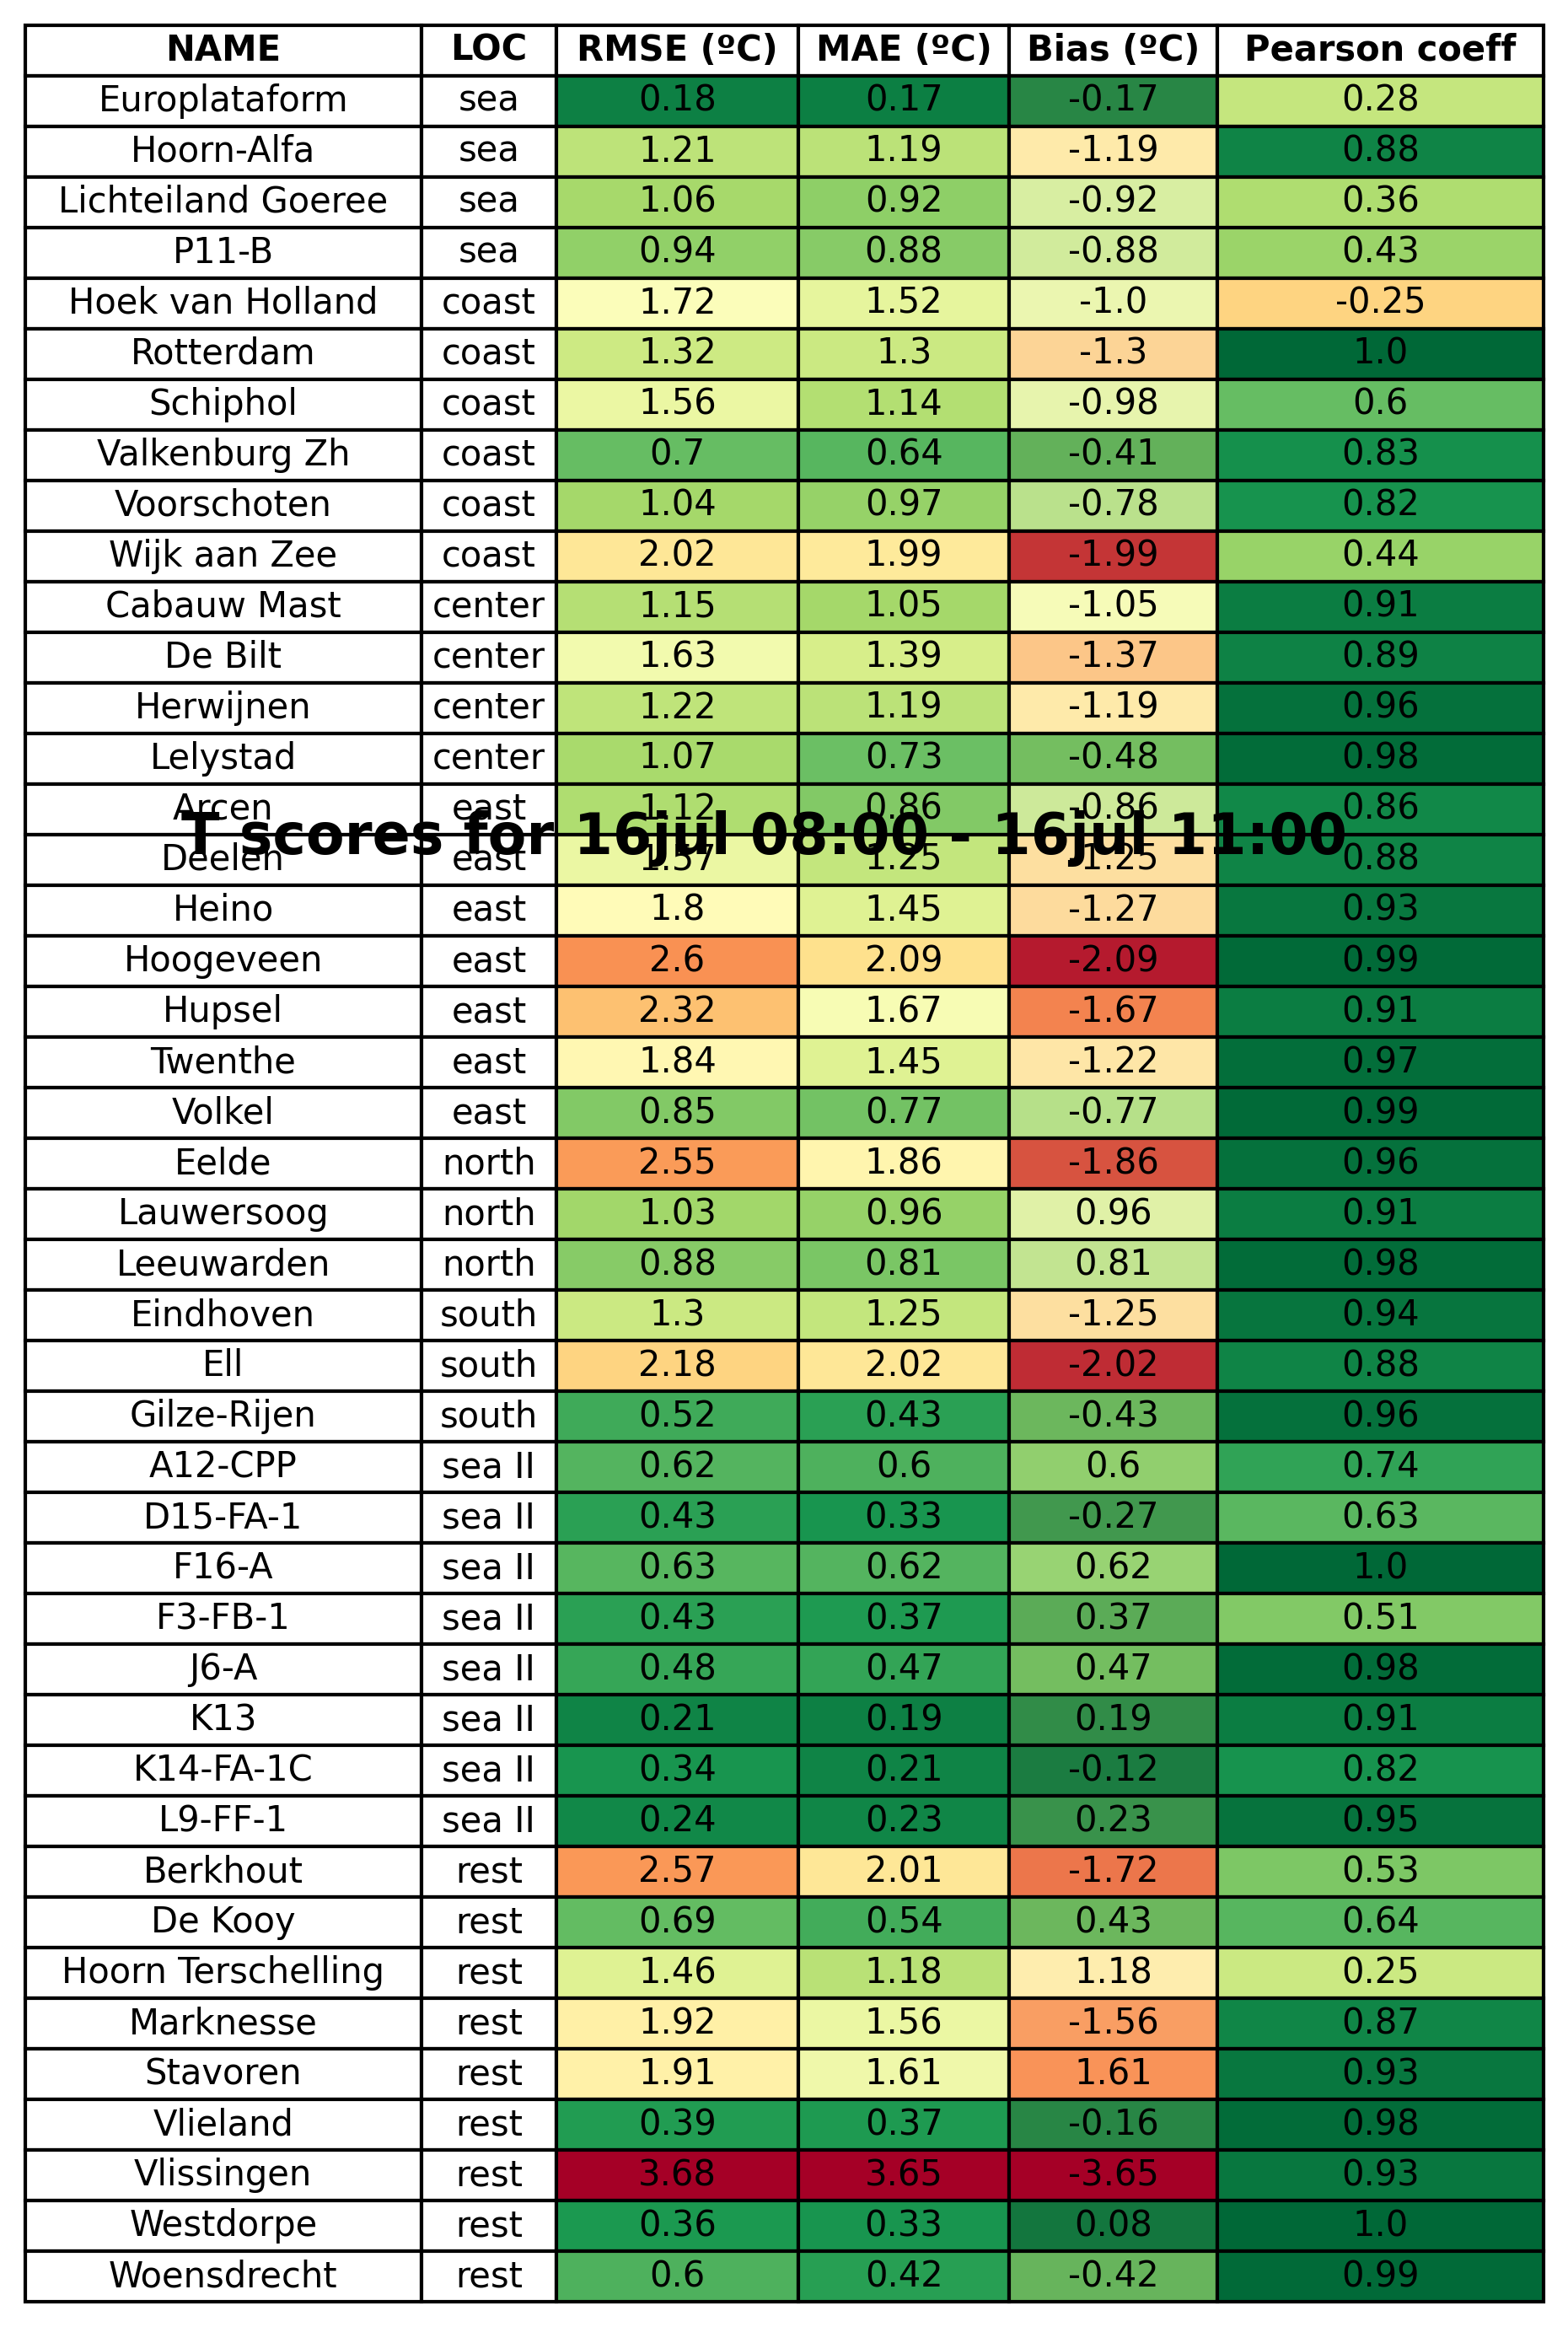 NAME LOC RMSE (ºC) MAE (ºC) Bias (ºC) Pearson coeff
Europlataform sea 0.18 0.17 -0.17 0.28
Hoorn-Alfa sea 1.21 1.19 -1.19 0.88
Lichteiland Goeree sea 1.06 0.92 -0.92 0.36
P11-B sea 0.94 0.88 -0.88 0.43
Hoek van Holland coast 1.72 1.52 -1.0 -0.25
Rotterdam coast 1.32 1.3 -1.3 1.0
Schiphol coast 1.56 1.14 -0.98 0.6
Valkenburg Zh coast 0.7 0.64 -0.41 0.83
Voorschoten coast 1.04 0.97 -0.78 0.82
Wijk aan Zee coast 2.02 1.99 -1.99 0.44
Cabauw Mast center 1.15 1.05 -1.05 0.91
De Bilt center 1.63 1.39 -1.37 0.89
Herwijnen center 1.22 1.19 -1.19 0.96
Lelystad center 1.07 0.73 -0.48 0.98
Arcen east 1.12 0.86 -0.86 0.86
T scores for 16jul 08:00 - 16jul 11:00
Deelen east 1.57 1.25 -1.25 0.88
Heino east 1.8 1.45 -1.27 0.93
Hoogeveen east 2.6 2.09 -2.09 0.99
Hupsel east 2.32 1.67 -1.67 0.91
Twenthe east 1.84 1.45 -1.22 0.97
Volkel east 0.85 0.77 -0.77 0.99
Eelde north 2.55 1.86 -1.86 0.96
Lauwersoog north 1.03 0.96 0.96 0.91
Leeuwarden north 0.88 0.81 0.81 0.98
Eindhoven south 1.3 1.25 -1.25 0.94
Ell south 2.18 2.02 -2.02 0.88
Gilze-Rijen south 0.52 0.43 -0.43 0.96
A12-CPP sea II 0.62 0.6 0.6 0.74
D15-FA-1 sea II 0.43 0.33 -0.27 0.63
F16-A sea II 0.63 0.62 0.62 1.0
F3-FB-1 sea II 0.43 0.37 0.37 0.51
J6-A sea II 0.48 0.47 0.47 0.98
K13 sea II 0.21 0.19 0.19 0.91
K14-FA-1C sea II 0.34 0.21 -0.12 0.82
L9-FF-1 sea II 0.24 0.23 0.23 0.95
Berkhout rest 2.57 2.01 -1.72 0.53
De Kooy rest 0.69 0.54 0.43 0.64
Hoorn Terschelling rest 1.46 1.18 1.18 0.25
Marknesse rest 1.92 1.56 -1.56 0.87
Stavoren rest 1.91 1.61 1.61 0.93
Vlieland rest 0.39 0.37 -0.16 0.98
Vlissingen rest 3.68 3.65 -3.65 0.93
Westdorpe rest 0.36 0.33 0.08 1.0
Woensdrecht rest 0.6 0.42 -0.42 0.99